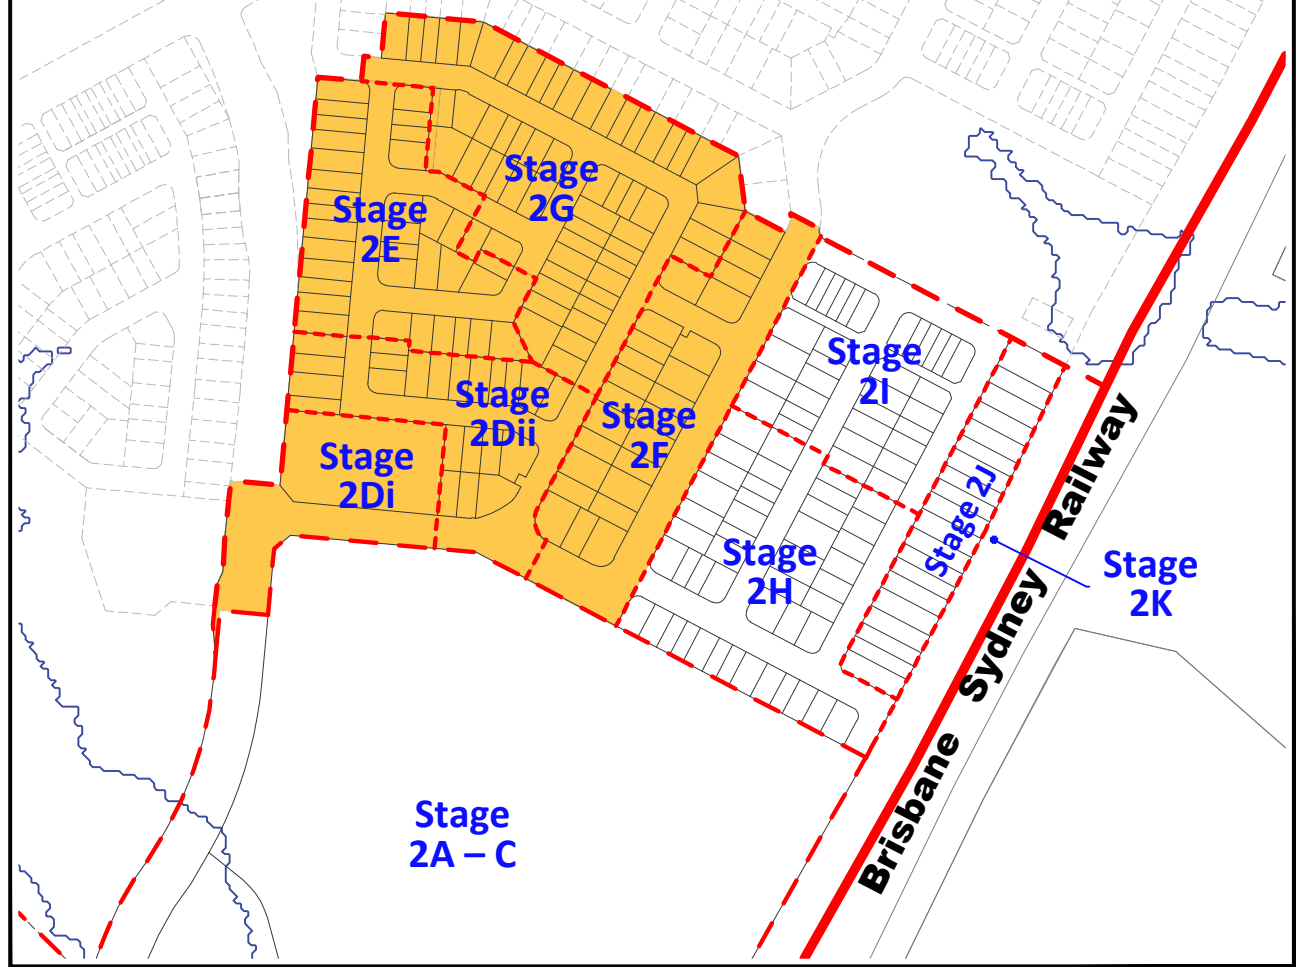 Stage
2G
Stage
2E
Stage
2I
Stage
2Dii
Stage
2F
Stage
2Di
Stage 2J
Stage
2H
Stage
2K
Brisbane Sydney Railway
Stage
2A – C